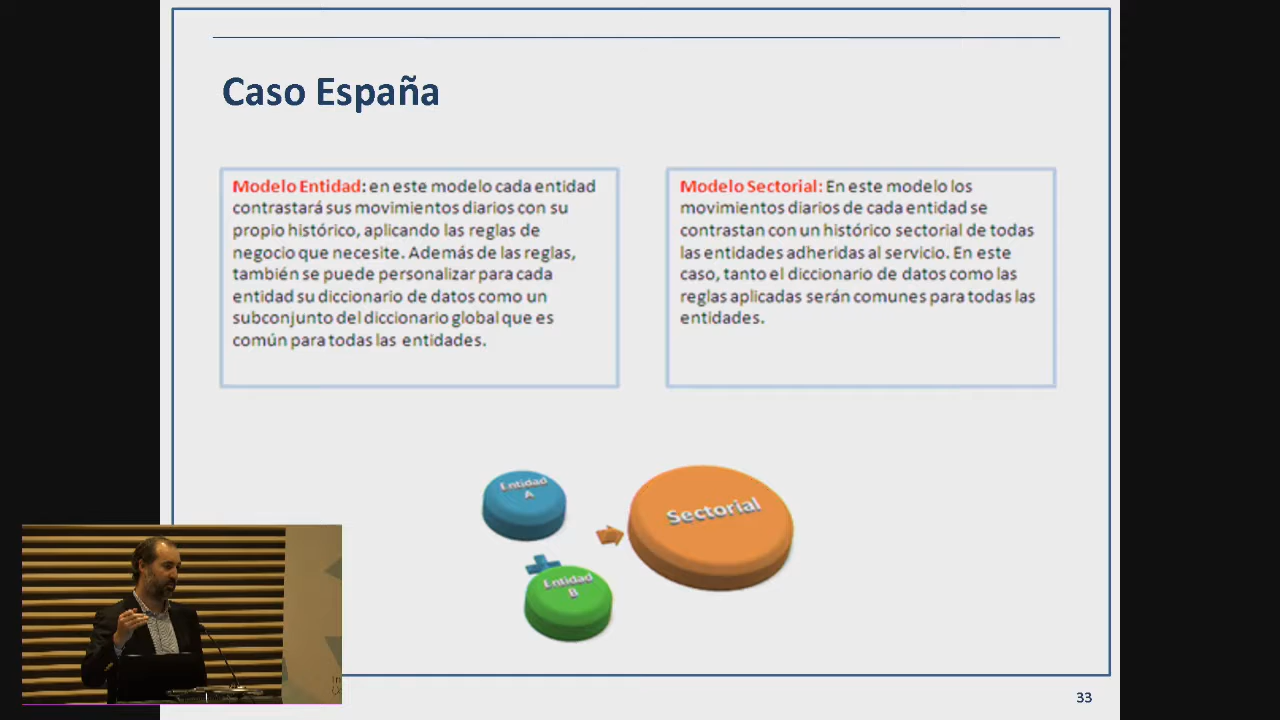 Caso España
Modelo Entidad: en este modelo cada entidad
contrastará sus movimientos diarios con su
propio histórico, aplicando las reglas de
negocio que necesite. Además de las reglas,
también se puede personalizar para cada
entidad su diccionario de datos como un
subconjunto del diccionario global que es
común para todas las entidades.
Modelo Sectorial: En este modelo los
movimientos diarios de cada entidad se
contrastan con un histórico sectorial de todas
las entidades adheridas al servicio. En este
caso, tanto el diccionario de datos como las
reglas aplicadas serán comunes para todas las
entidades.
Entidad
A
Sectorial
Entidad
B
33